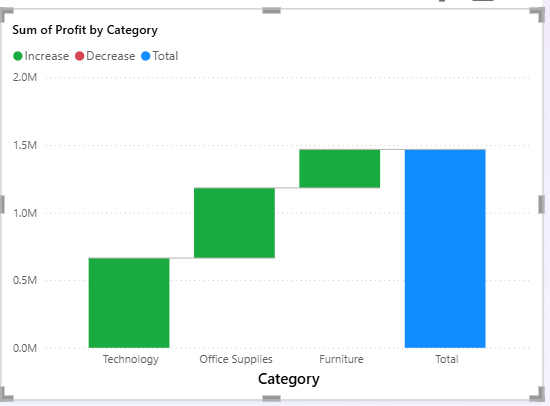 Sum of Profit by Category
Increase Decrease Total
2.0M
1.5M
1.0M
0.5M
0.0M
Technology Office Supplies Furniture Total
Category